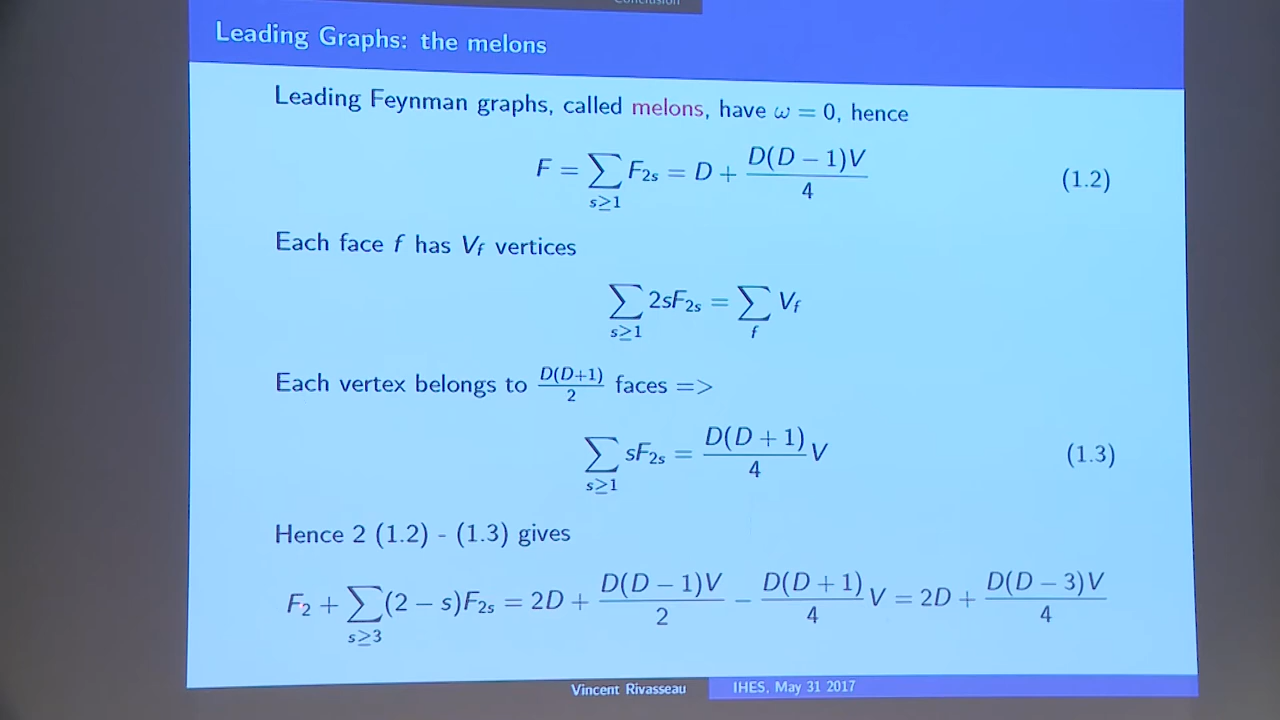 Conclusion
Leading Graphs: the melons
Leading Feynman graphs, called melons, have ω = 0, hence
F = ∑_{s≥1} F_{2s} = D + D(D − 1)V / 4 (1.2)
Each face f has V_f vertices
∑_{s≥1} 2sF_{2s} = ∑_f V_f
Each vertex belongs to D(D+1)/2 faces =>
∑_{s≥1} sF_{2s} = D(D + 1)/4 V (1.3)
Hence 2 (1.2) - (1.3) gives
F_2 + ∑_{s≥3} (2 − s)F_{2s} = 2D + D(D − 1)V / 2 − D(D + 1)/4 V = 2D + D(D − 3)V / 4
Vincent Rivasseau IHES, May 31 2017